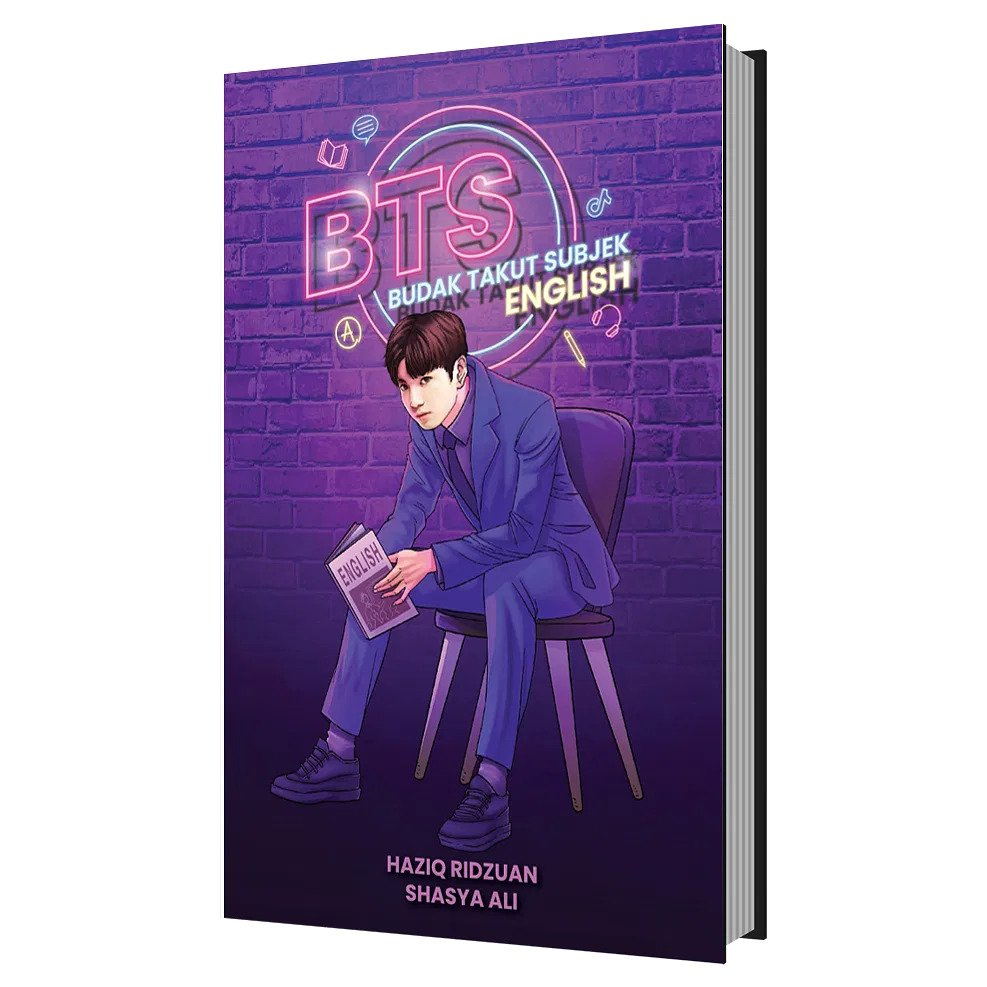 BTS
BUDAK TAKUT SUBJEK
ENGLISH
A
ENGLISH
HAZIQ RIDZUAN
SHASYA ALI